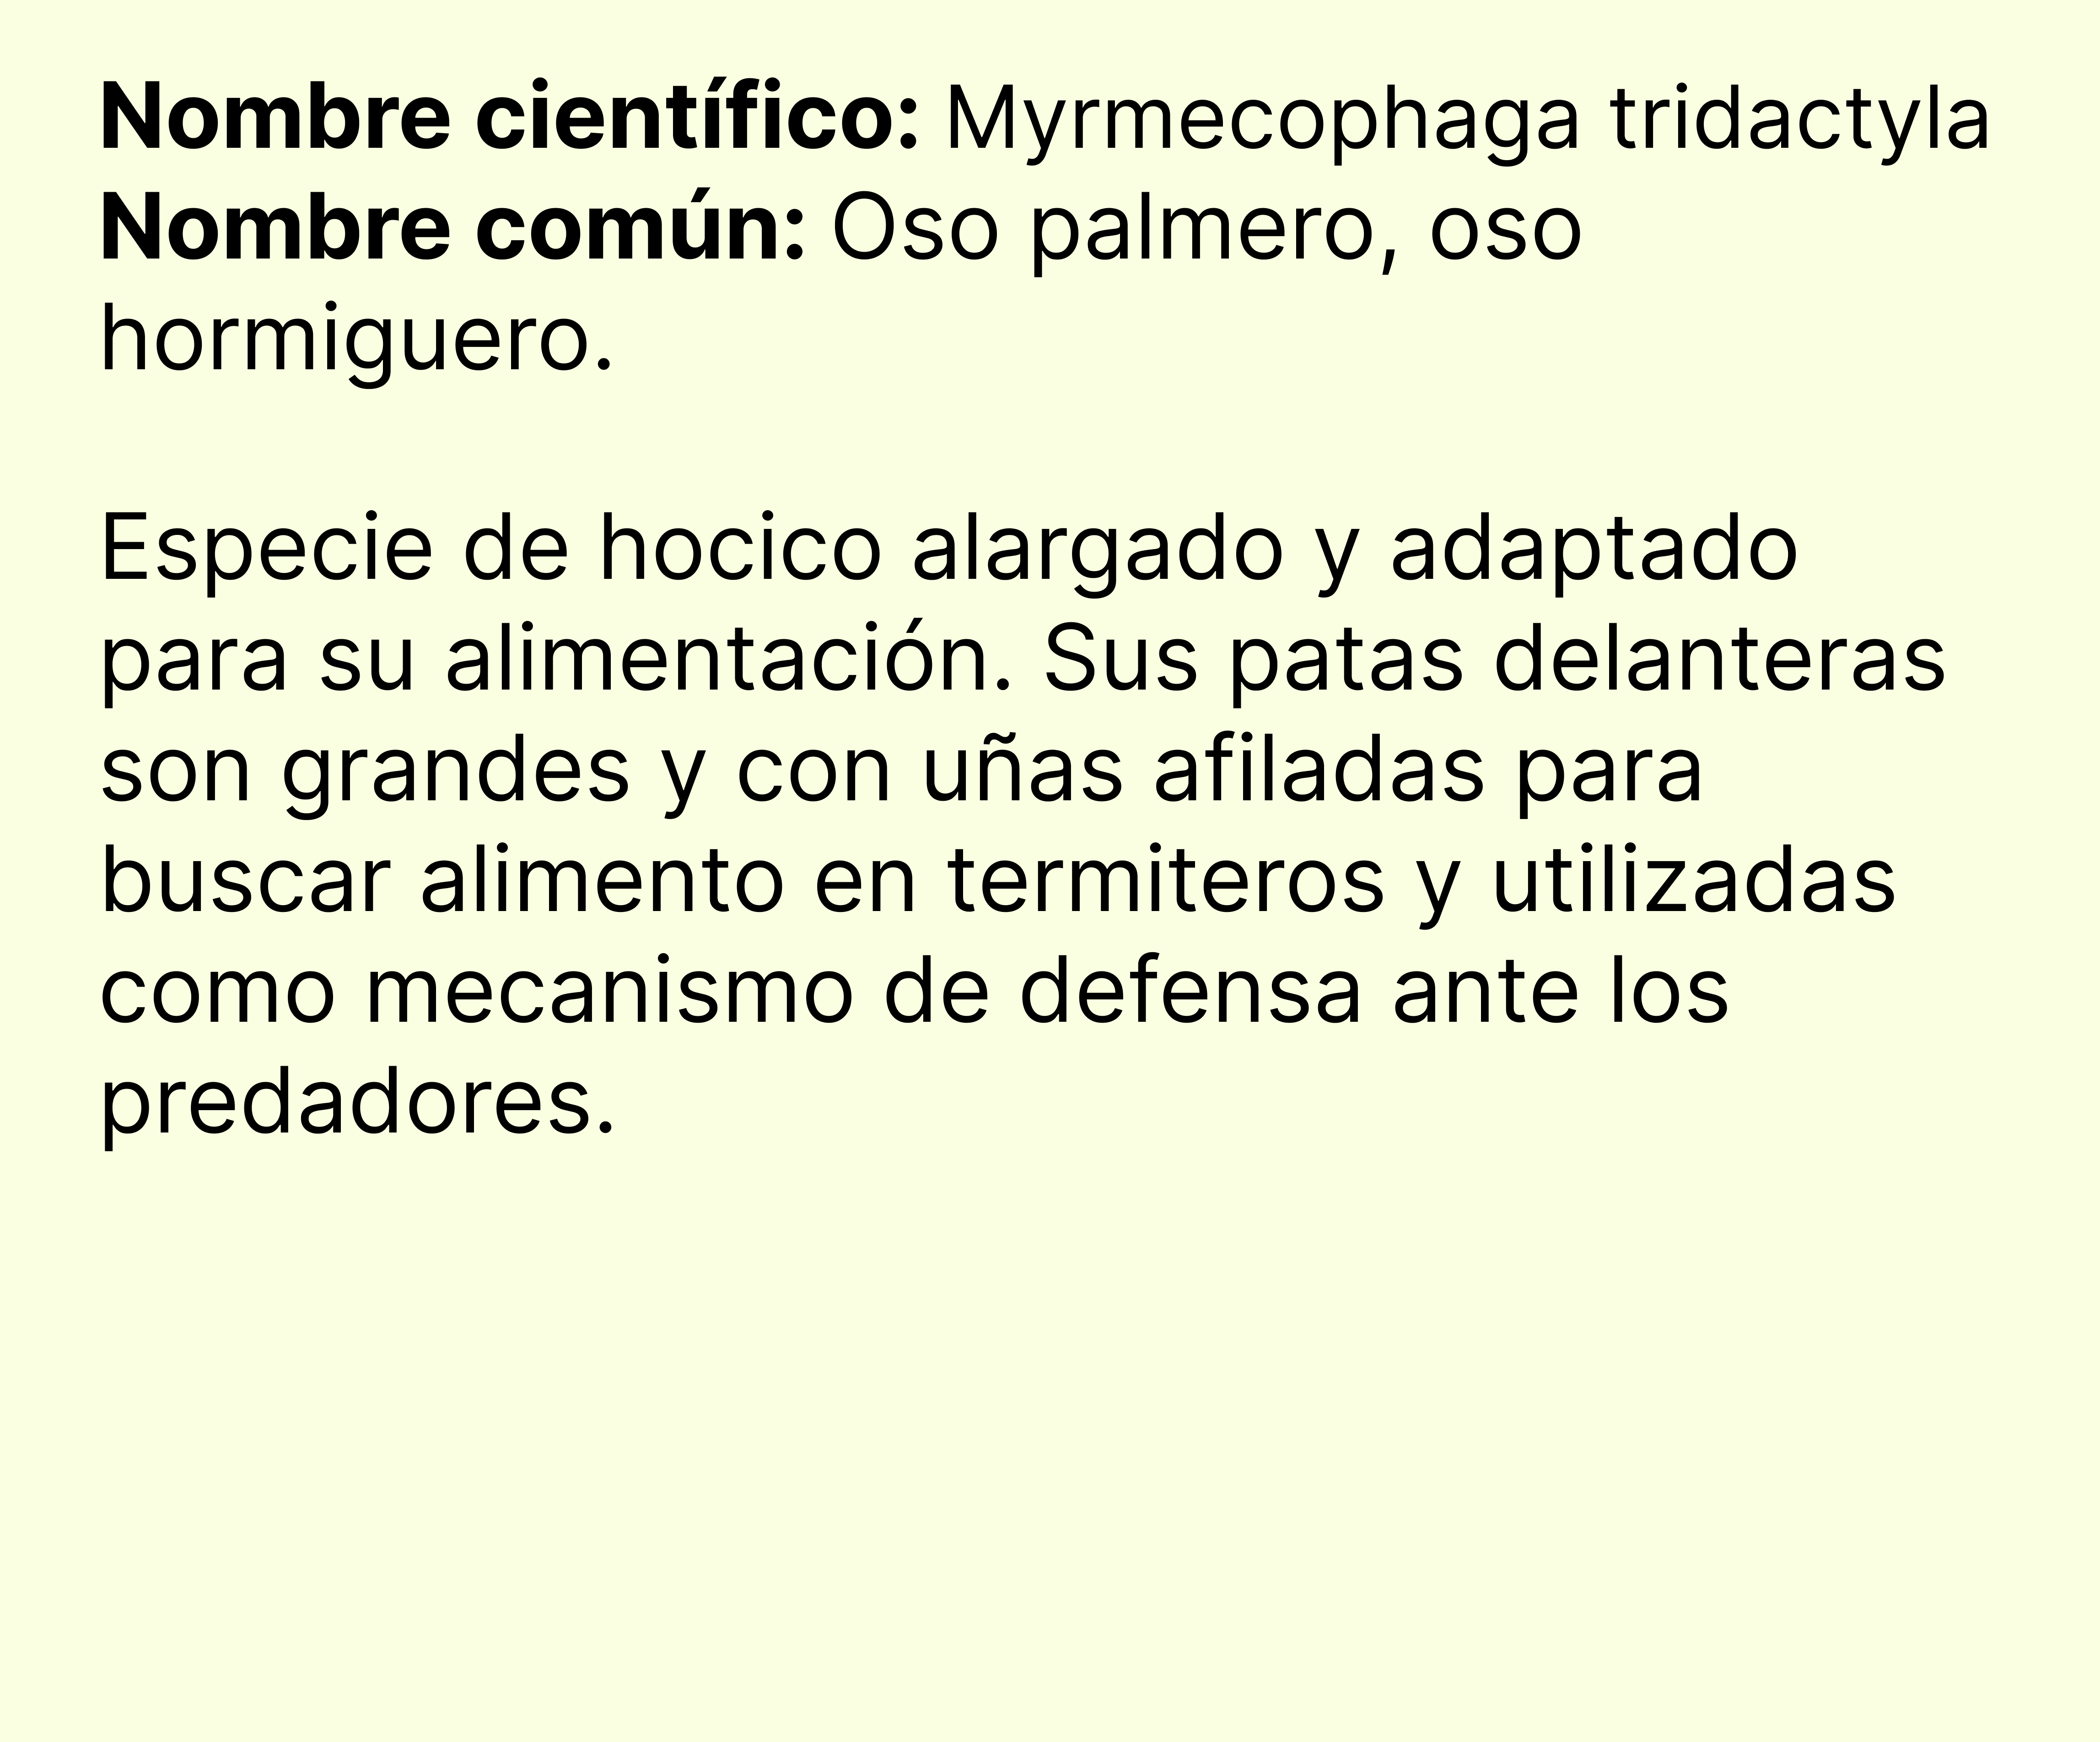 Nombre científico: Myrmecophaga tridactyla
Nombre común: Oso palmero, oso
hormiguero.
Especie de hocico alargado y adaptado
para su alimentación. Sus patas delanteras
son grandes y con uñas afiladas para
buscar alimento en termiteros y utilizadas
como mecanismo de defensa ante los
predadores.